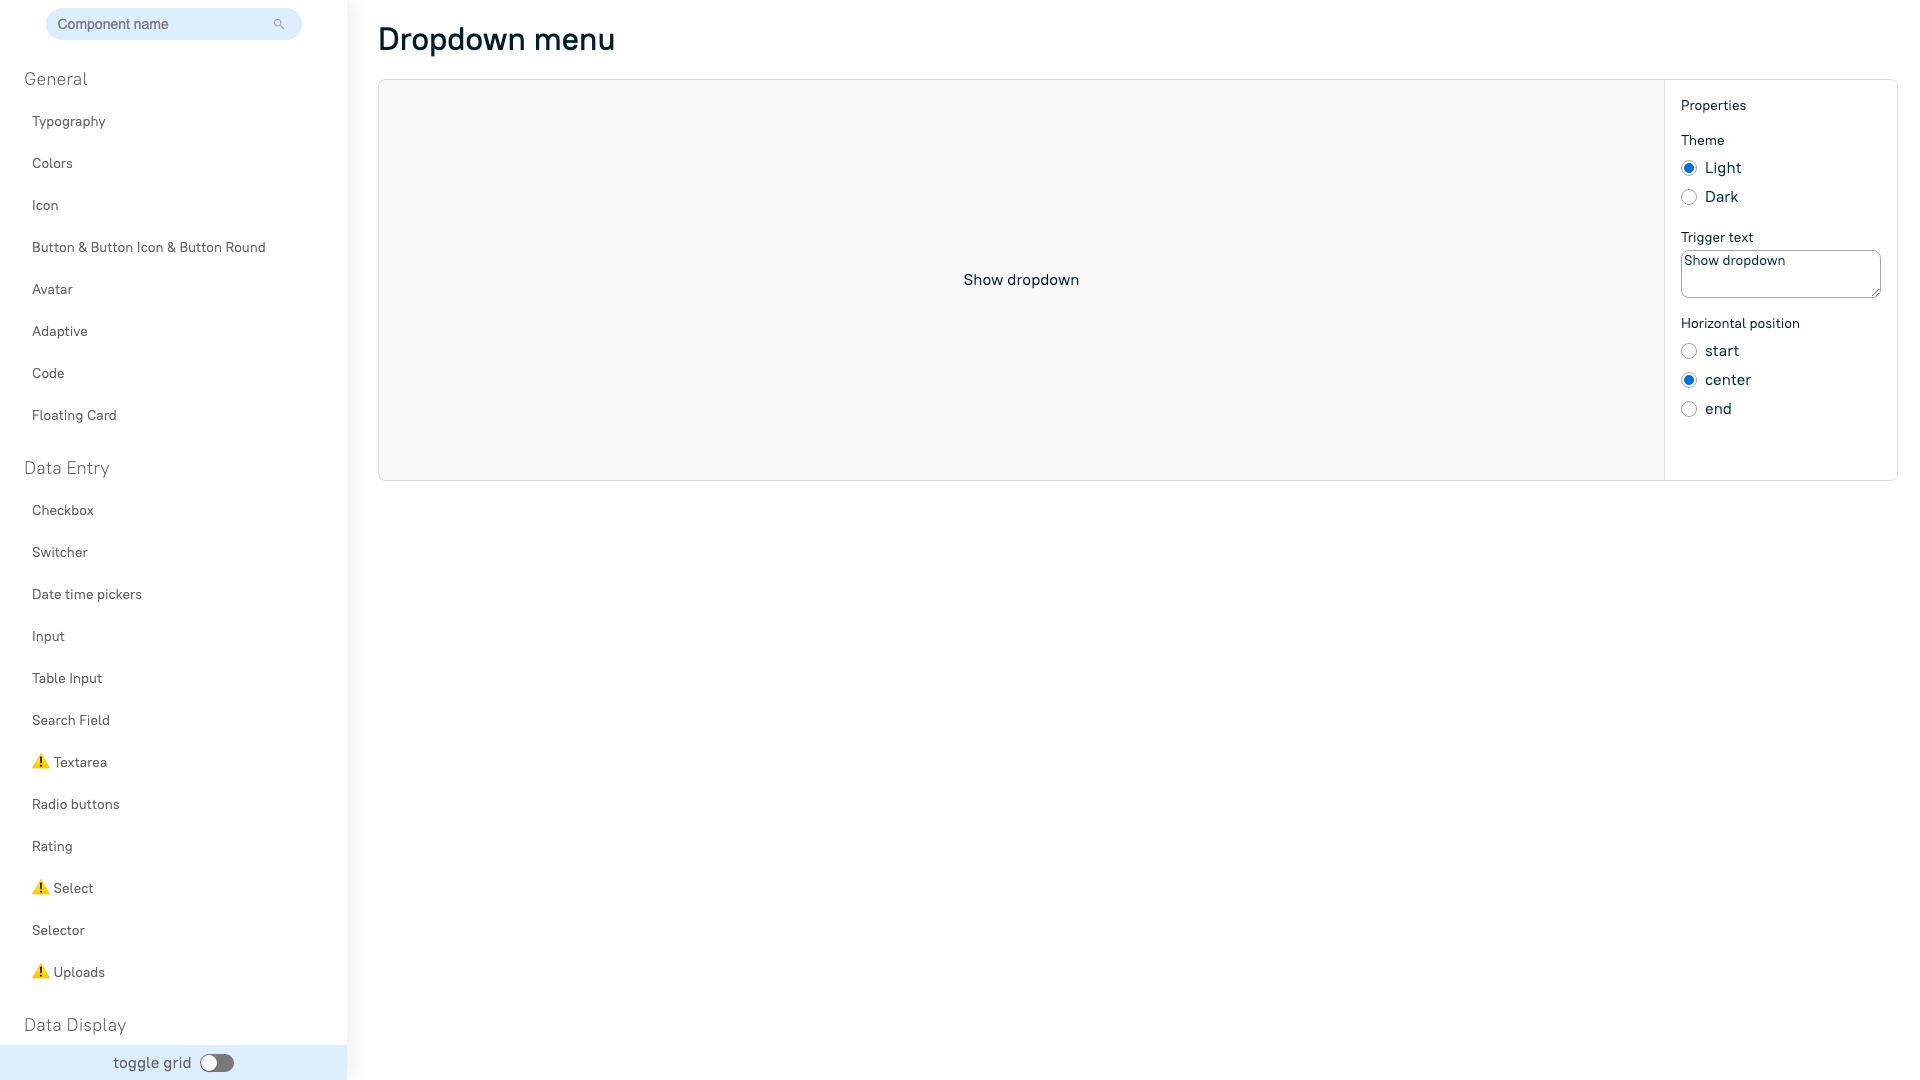 Component name
General
Typography
Colors
Icon
Button & Button Icon & Button Round
Avatar
Adaptive
Code
Floating Card
Data Entry
Checkbox
Switcher
Date time pickers
Input
Table Input
Search Field
Textarea
Radio buttons
Rating
Select
Selector
Uploads
Data Display
toggle grid
Dropdown menu
Show dropdown
Properties
Theme
Light
Dark
Trigger text
Show dropdown
Horizontal position
start
center
end